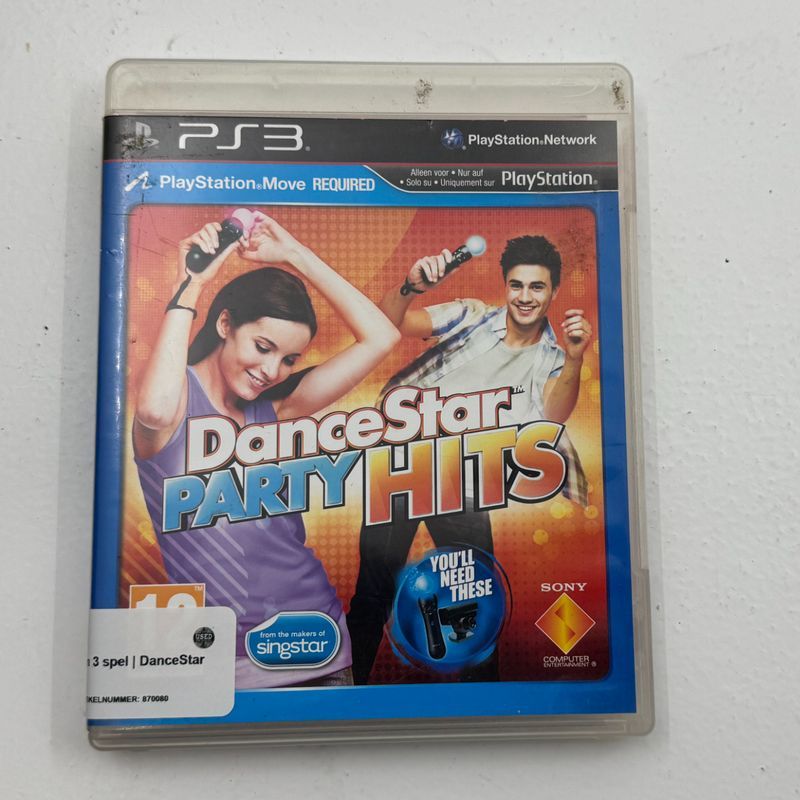 PS3
PlayStation®Network
PlayStation®Move REQUIRED
Alleen voor • Nur auf
• Solo su • Uniquement sur
PlayStation®
DanceStar™
PARTY HITS
YOU'LL
NEED
THESE
SONY
COMPUTER
ENTERTAINMENT®
from the makers of
singstar
USED
3 spel | DanceStar
KELNUMMER: 870080